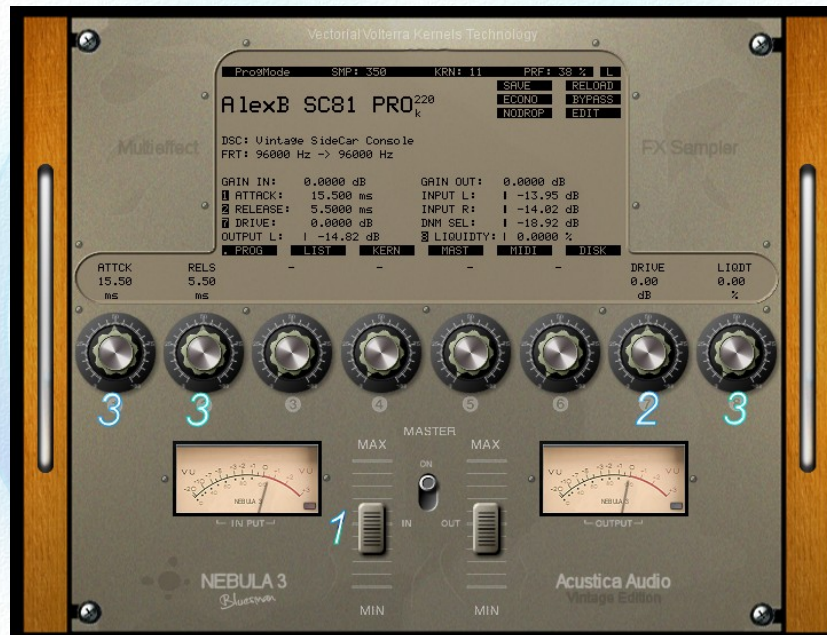 Vectorial Volterra Kernels Technology
ProgMode SMP: 350 KRN: 11 PRF: 38 % L
SAVE RELOAD
AlexB SC81 PRO 220 k
ECONO BYPASS
NODROP EDIT
DSC: Vintage SideCar Console
FRT: 96000 Hz -> 96000 Hz
Multieffect
FX Sampler
GAIN IN: 0.0000 dB GAIN OUT: 0.0000 dB
1 ATTACK: 15.500 ms INPUT L: -13.95 dB
2 RELEASE: 5.5000 ms INPUT R: -14.02 dB
7 DRIVE: 0.0000 dB DNM SEL: -18.92 dB
OUTPUT L: -14.82 dB 8 LIQUIDTY: 0.0000 %
. PROG LIST KERN MAST MIDI DISK
ATTCK RELS - - - - DRIVE LIQDT
15.50 5.50 0.00 0.00
ms ms dB %
3 3 3 4 5 6 2 3
MASTER
MAX MAX
ON
VU VU
NEBULA 3 NEBULA 3
IN PUT 1 IN OUT OUTPUT
NEBULA 3
Bluesman
Acustica Audio
Vintage Edition
MIN MIN